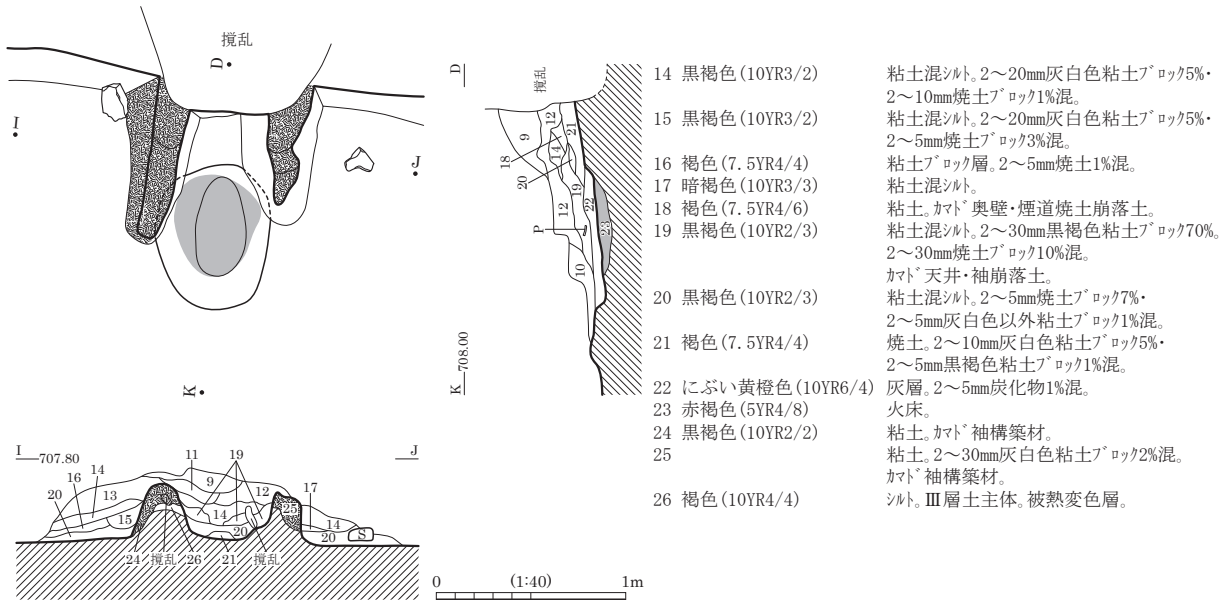 撹乱
D
I
J
K
D
撹乱
9
12
21
18
14
20
19
12
22
P
23
10
K 708.00
14 黒褐色(10YR3/2) 粘土混ｼﾙﾄ｡2～20mm灰白色粘土ﾌﾞﾛｯｸ5%･
2～10mm焼土ﾌﾞﾛｯｸ1%混｡
15 黒褐色(10YR3/2) 粘土混ｼﾙﾄ｡2～20mm灰白色粘土ﾌﾞﾛｯｸ5%･
2～5mm焼土ﾌﾞﾛｯｸ3%混｡
16 褐色(7.5YR4/4) 粘土ﾌﾞﾛｯｸ層｡2～5mm焼土1%混｡
17 暗褐色(10YR3/3) 粘土混ｼﾙﾄ｡
18 褐色(7.5YR4/6) 粘土｡ｶﾏﾄﾞ奥壁･煙道焼土崩落土｡
19 黒褐色(10YR2/3) 粘土混ｼﾙﾄ｡2～30mm黒褐色粘土ﾌﾞﾛｯｸ70%｡
2～30mm焼土ﾌﾞﾛｯｸ10%混｡
ｶﾏﾄﾞ天井･袖崩落土｡
20 黒褐色(10YR2/3) 粘土混ｼﾙﾄ｡2～5mm焼土ﾌﾞﾛｯｸ7%･
2～5mm灰白色以外粘土ﾌﾞﾛｯｸ1%混｡
21 褐色(7.5YR4/4) 焼土｡2～10mm灰白色粘土ﾌﾞﾛｯｸ5%･
2～5mm黒褐色粘土ﾌﾞﾛｯｸ1%混｡
22 にぶい黄橙色(10YR6/4) 灰層｡2～5mm炭化物1%混｡
23 赤褐色(5YR4/8) 火床｡
24 黒褐色(10YR2/2) 粘土｡ｶﾏﾄﾞ袖構築材｡
25 粘土｡2～30mm灰白色粘土ﾌﾞﾛｯｸ2%混｡
ｶﾏﾄﾞ袖構築材｡
26 褐色(10YR4/4) ｼﾙﾄ｡Ⅲ層土主体｡被熱変色層｡
I 707.80 J
11 19
14 9
16 12 17
20 13 25
15 14 14
20 20 S
24 撹乱 26 21 撹乱
0 (1:40) 1m